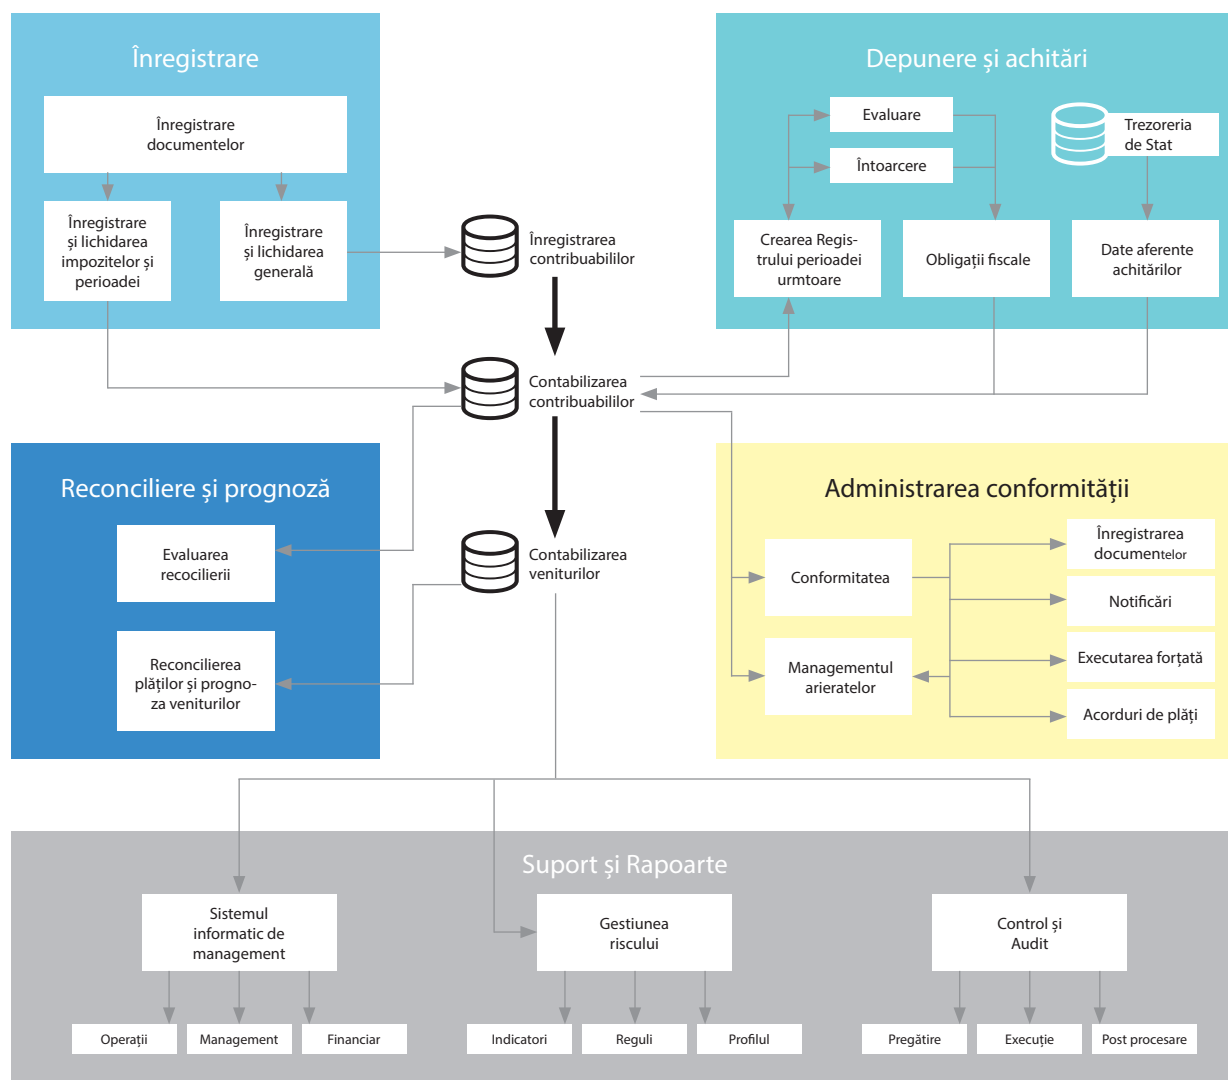 Înregistrare
Înregistrare
documentelor
Înregistrare
și lichidarea
impozitelor și
perioadei
Înregistrare
și lichidarea
generală
Depunere și achitări
Evaluare
Întoarcere
Trezoreria
de Stat
Crearea Regis-
trului perioadei
urmtoare
Obligații fiscale
Date aferente
achitărilor
Înregistrarea
contribuabililor
Contabilizarea
contribuabililor
Contabilizarea
veniturilor
Reconciliere și prognoză
Evaluarea
recocilierii
Reconcilierea
plăților și progno-
za veniturilor
Administrarea conformității
Conformitatea
Managementul
arieratelor
Înregistrarea
documentelor
Notificări
Executarea forțată
Acorduri de plăți
Suport și Rapoarte
Sistemul
informatic de
management
Operații
Management
Financiar
Gestiunea
riscului
Indicatori
Reguli
Profilul
Control și
Audit
Pregătire
Execuție
Post procesare